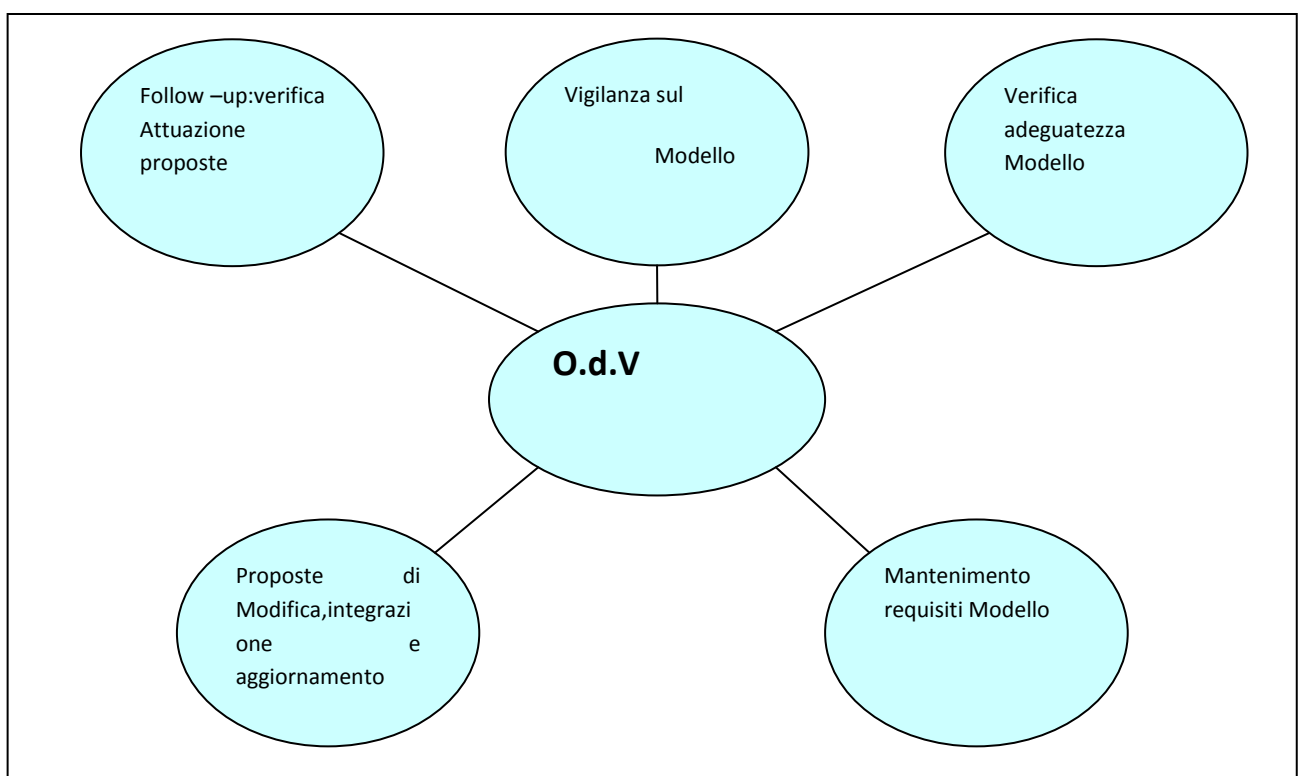 Follow –up:verifica
Attuazione
proposte
Vigilanza sul
Modello
Verifica
adeguatezza
Modello
O.d.V
Proposte di
Modifica,integrazi
one e
aggiornamento
Mantenimento
requisiti Modello